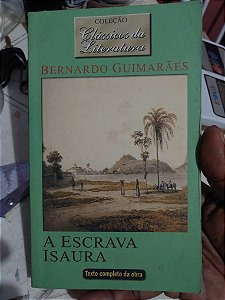 COLEÇÃO
Clássicos da
Literatura
BERNARDO GUIMARÃES
A ESCRAVA
ISAURA
Texto completo da obra